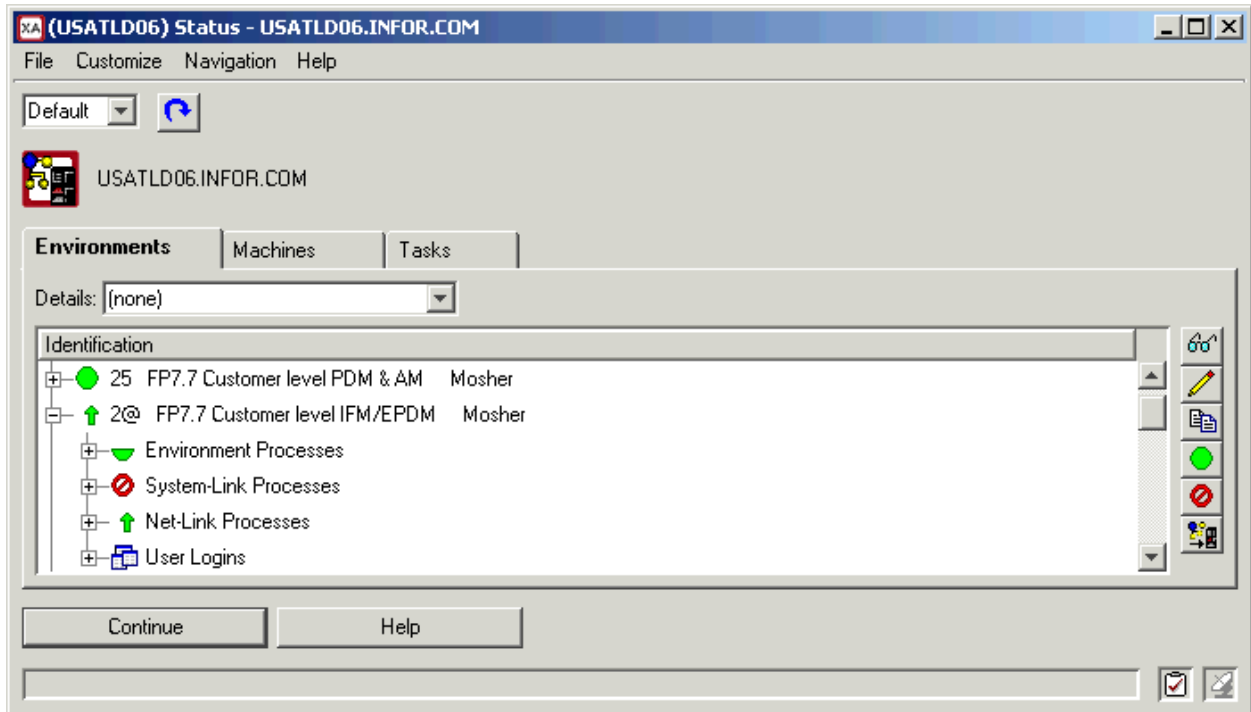 XA (USATLD06) Status - USATLD06.INFOR.COM
File Customize Navigation Help
Default
USATLD06.INFOR.COM
Environments Machines Tasks
Details: (none)
Identification
25 FP7.7 Customer level PDM & AM Mosher
2@ FP7.7 Customer level IFM/EPDM Mosher
Environment Processes
System-Link Processes
Net-Link Processes
User Logins
Continue Help